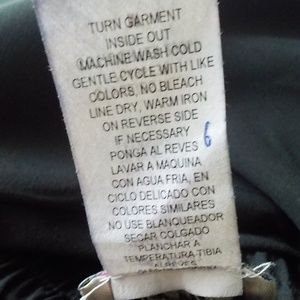 TURN GARMENT
INSIDE OUT
MACHINE WASH COLD
GENTLE CYCLE WITH LIKE
COLORS, NO BLEACH
LINE DRY, WARM IRON
ON REVERSE SIDE
IF NECESSARY
6
PONGA AL REVES
LAVAR A MAQUINA
CON AGUA FRIA, EN
CICLO DELICADO CON
COLORES SIMILARES
NO USE BLANQUEADOR
SECAR COLGADO
PLANCHAR A
TEMPERATURA TIBIA
AL REVES